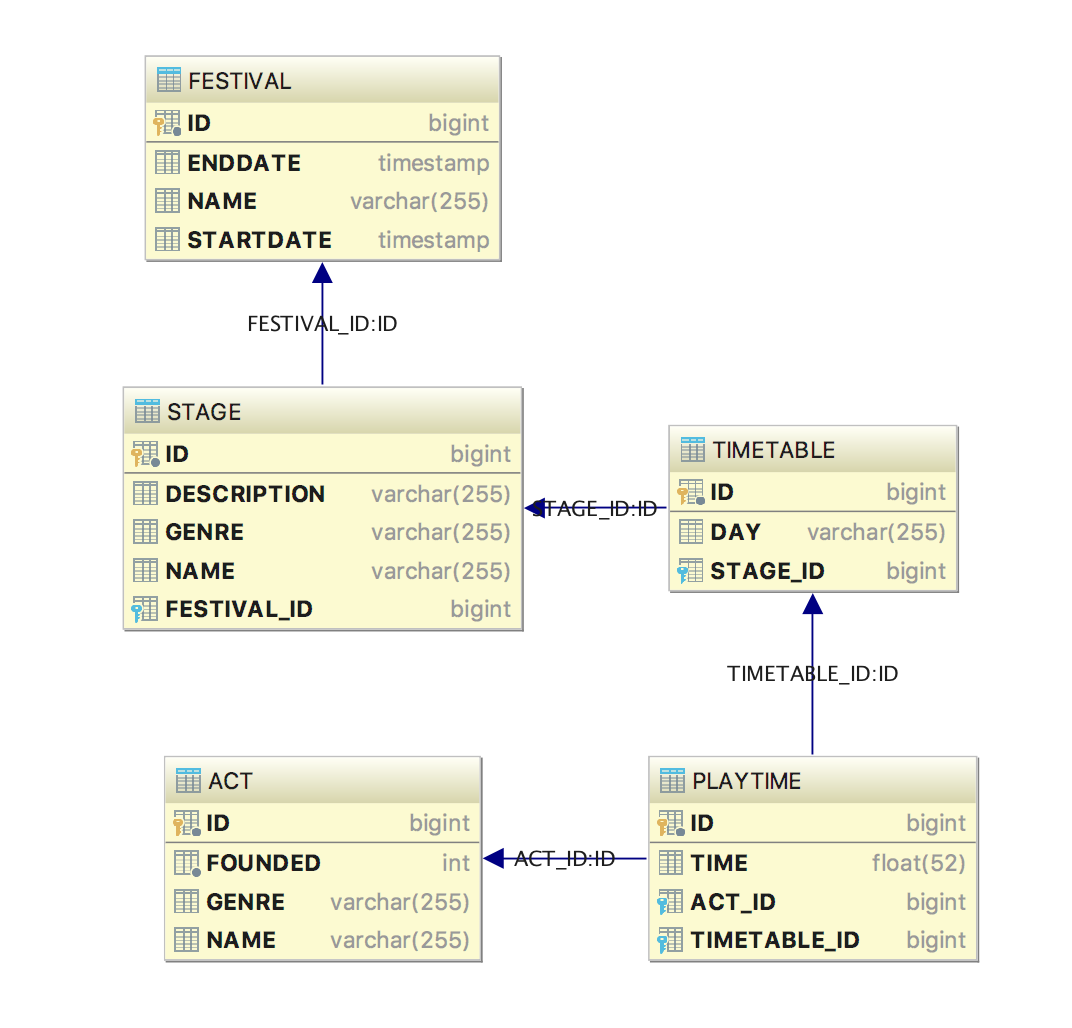 FESTIVAL
ID bigint
ENDDATE timestamp
NAME varchar(255)
STARTDATE timestamp
FESTIVAL_ID:ID
STAGE
ID bigint
DESCRIPTION varchar(255)
GENRE varchar(255)
NAME varchar(255)
FESTIVAL_ID bigint
STAGE_ID:ID
TIMETABLE
ID bigint
DAY varchar(255)
STAGE_ID bigint
TIMETABLE_ID:ID
ACT
ID bigint
FOUNDED int
GENRE varchar(255)
NAME varchar(255)
ACT_ID:ID
PLAYTIME
ID bigint
TIME float(52)
ACT_ID bigint
TIMETABLE_ID bigint